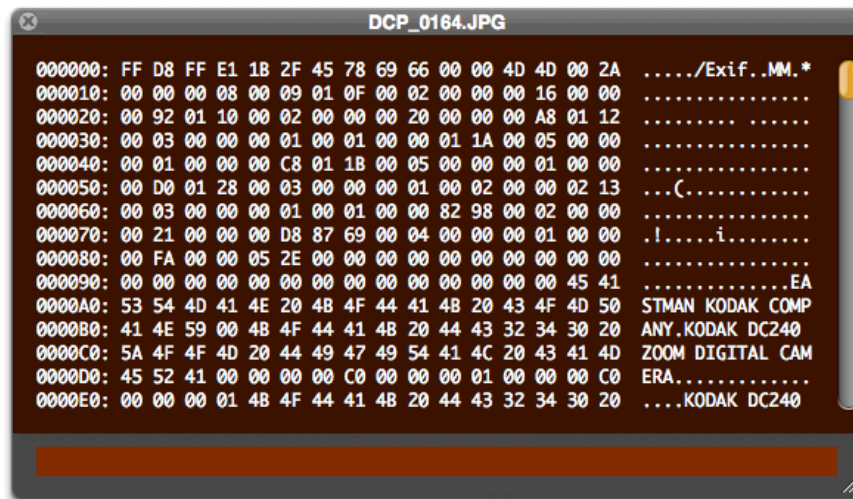 DCP_0164.JPG
000000: FF D8 FF E1 1B 2F 45 78 69 66 00 00 4D 4D 00 2A ...../Exif..MM.*
000010: 00 00 00 08 00 09 01 0F 00 02 00 00 00 16 00 00 ................
000020: 00 92 01 10 00 02 00 00 00 20 00 00 00 A8 01 12 ......... ......
000030: 00 03 00 00 00 01 00 01 00 00 01 1A 00 05 00 00 ................
000040: 00 01 00 00 00 C8 01 1B 00 05 00 00 00 01 00 00 ................
000050: 00 D0 01 28 00 03 00 00 00 01 00 02 00 00 02 13 ...(............
000060: 00 03 00 00 00 01 00 01 00 00 82 98 00 02 00 00 ................
000070: 00 21 00 00 00 D8 87 69 00 04 00 00 00 01 00 00 .!.....i........
000080: 00 FA 00 00 05 2E 00 00 00 00 00 00 00 00 00 00 ................
000090: 00 00 00 00 00 00 00 00 00 00 00 00 00 00 45 41 ..............EA
0000A0: 53 54 4D 41 4E 20 4B 4F 44 41 4B 20 43 4F 4D 50 STMAN KODAK COMP
0000B0: 41 4E 59 00 4B 4F 44 41 4B 20 44 43 32 34 30 20 ANY.KODAK DC240
0000C0: 5A 4F 4F 4D 20 44 49 47 49 54 41 4C 20 43 41 4D ZOOM DIGITAL CAM
0000D0: 45 52 41 00 00 00 00 C0 00 00 00 01 00 00 00 C0 ERA.............
0000E0: 00 00 00 01 4B 4F 44 41 4B 20 44 43 32 34 30 20 ....KODAK DC240